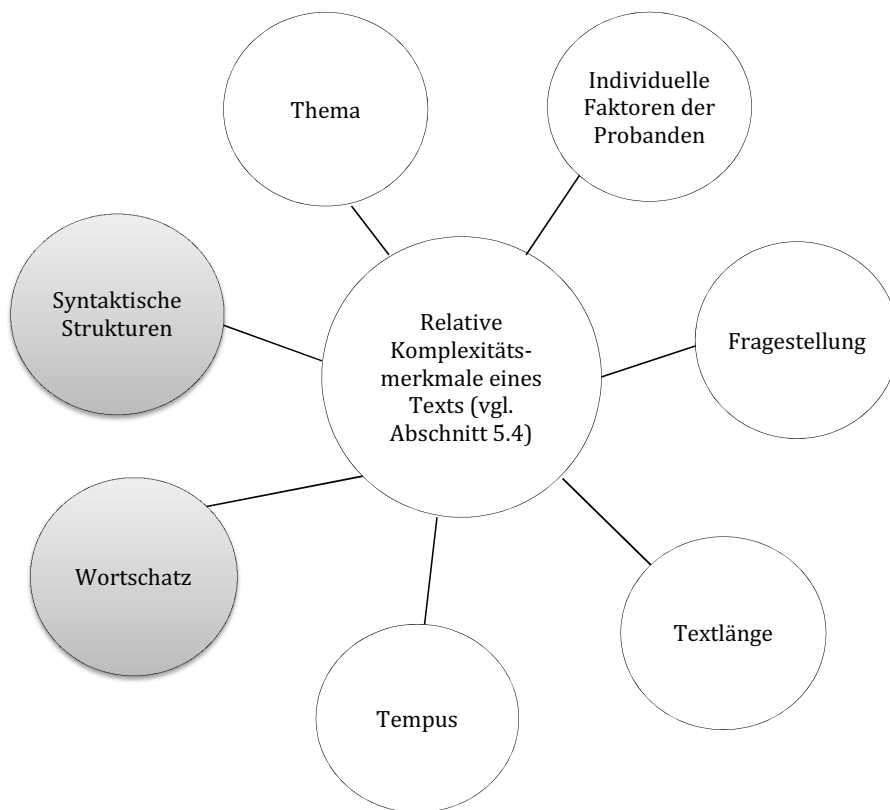 Thema
Individuelle
Faktoren der
Probanden
Syntaktische
Strukturen
Relative
Komplexitäts-
merkmale eines
Texts (vgl.
Abschnitt 5.4)
Fragestellung
Wortschatz
Textlänge
Tempus